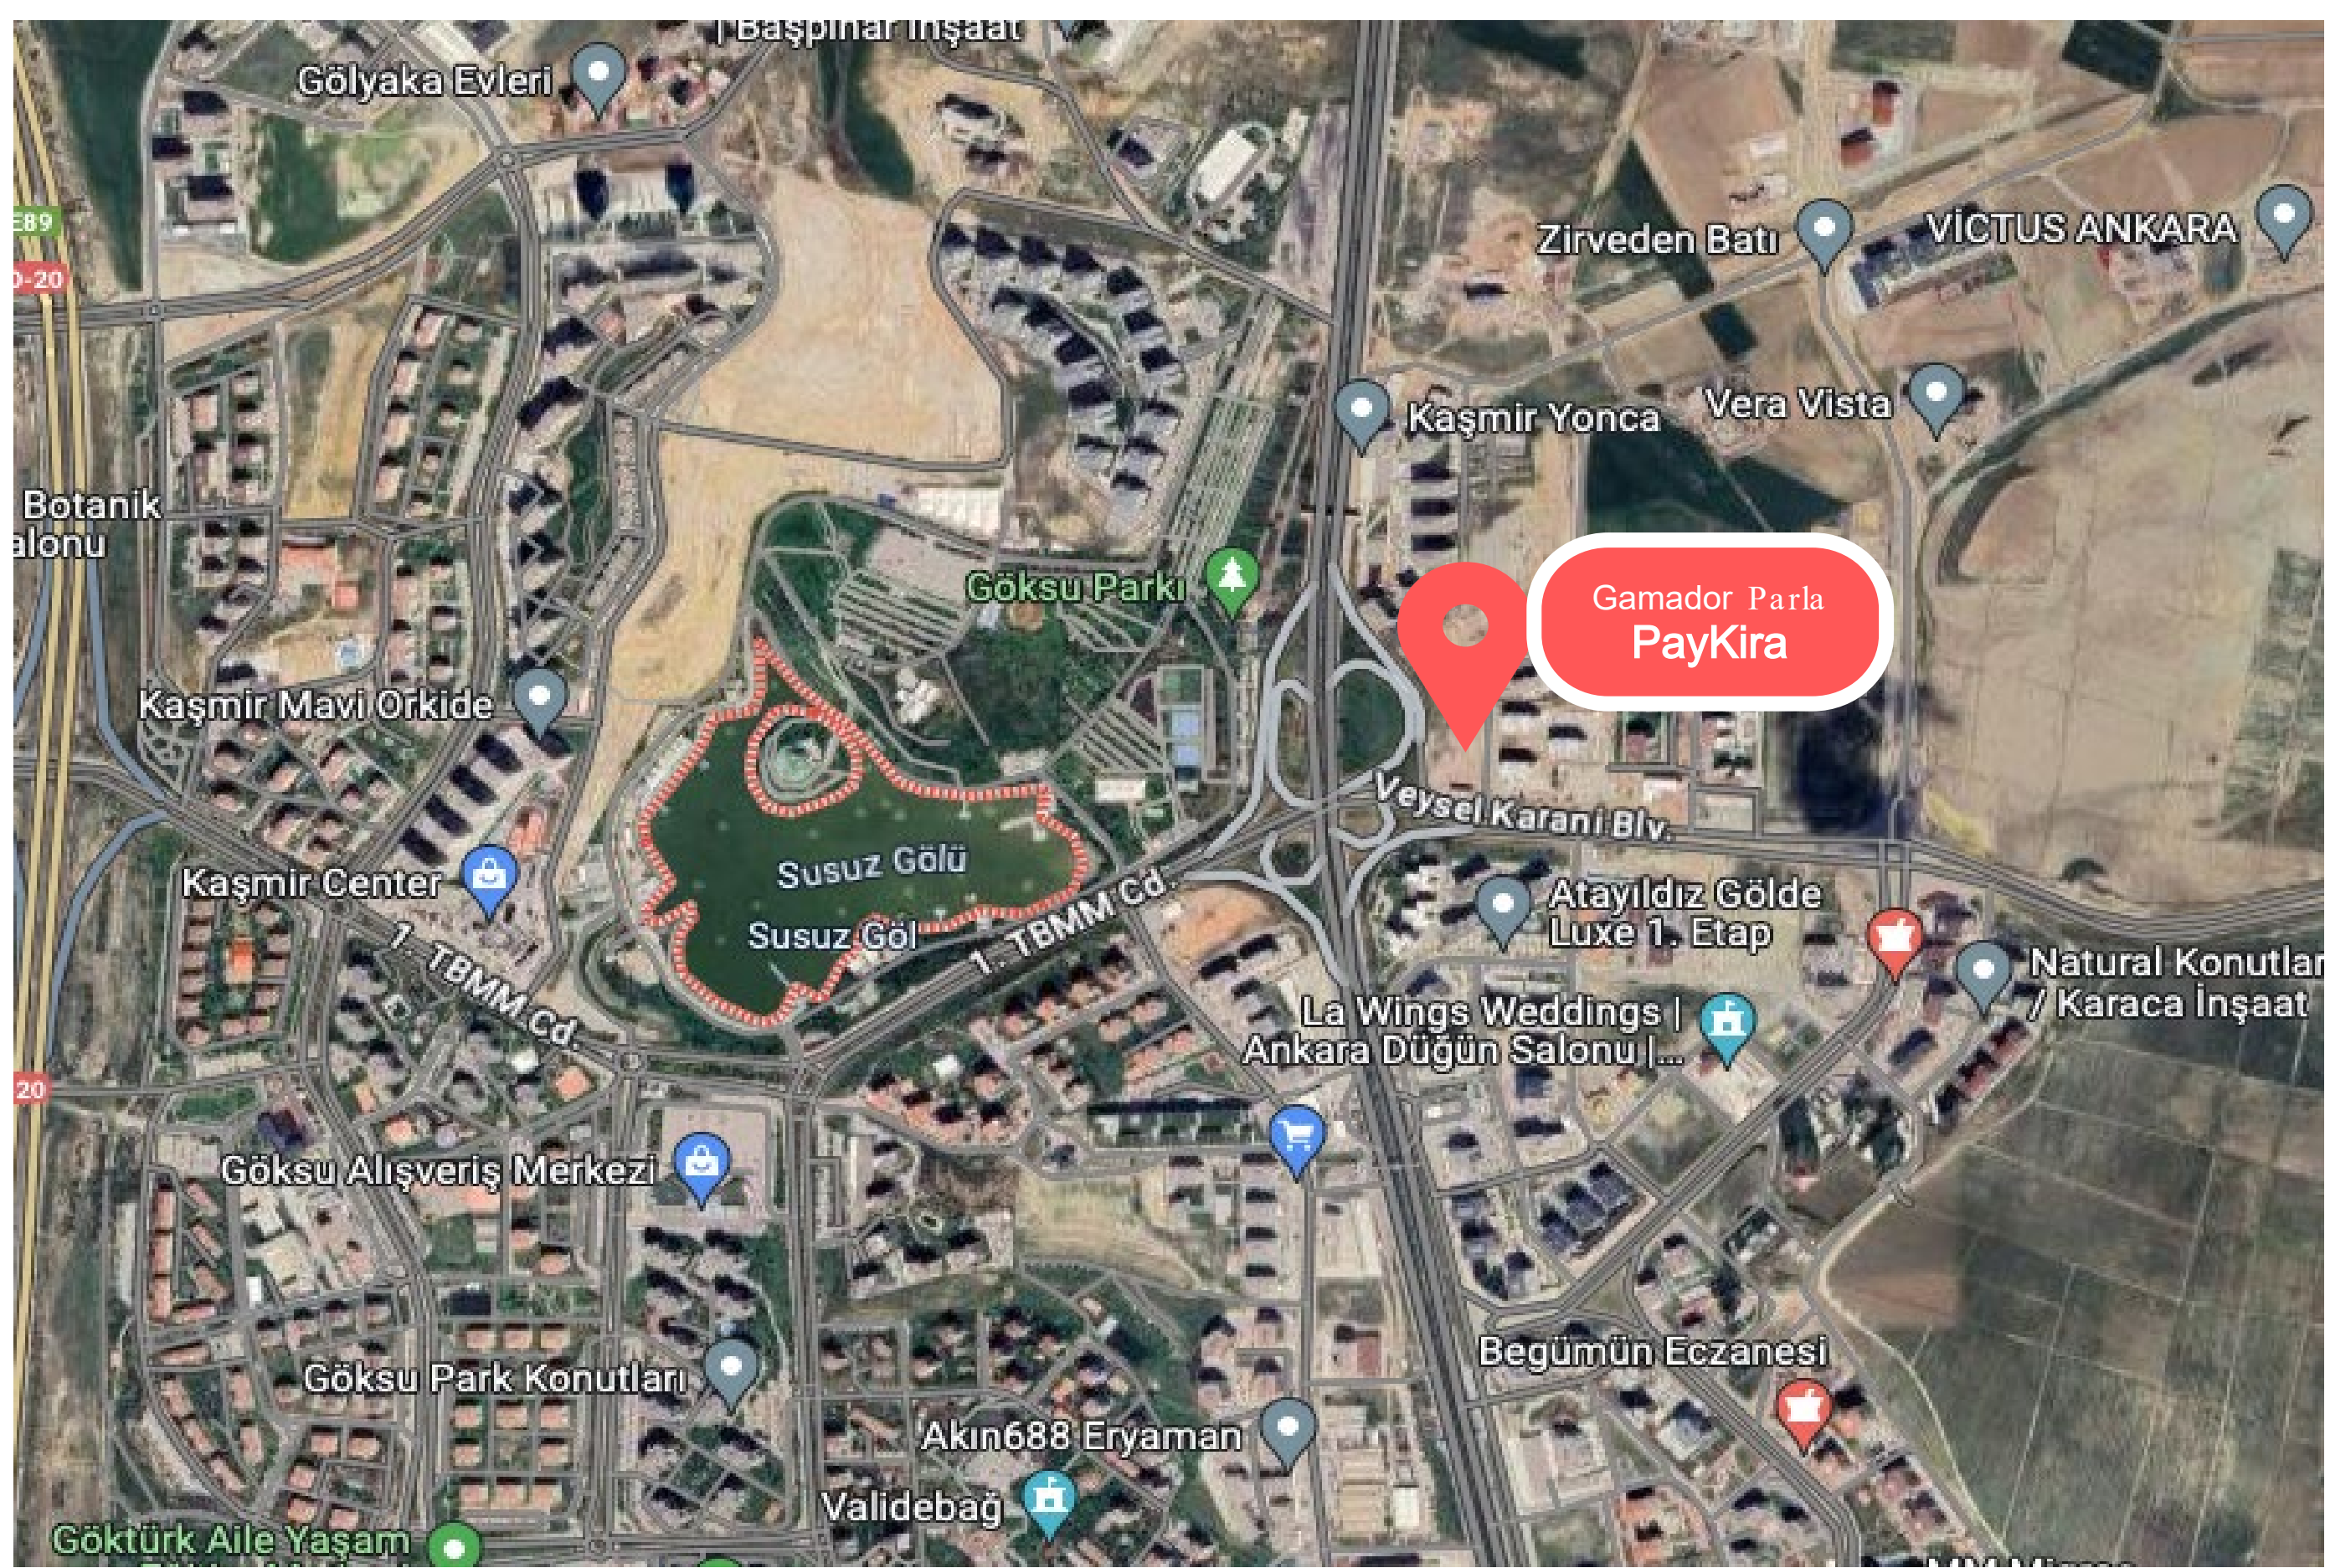 | Başpınar İnşaat
Gölyaka Evleri
E89
O-20
Zirveden Batı
VİCTUS ANKARA
Kaşmir Yonca
Vera Vista
Botanik
alonu
Göksu Parkı
Gamador Parla
PayKira
Kaşmir Mavi Orkide
Veysel Karani Blv.
Susuz Gölü
Kaşmir Center
Susuz Göl
1. TBMM Cd.
1. TBMM Cd.
Atayıldız Gölde
Luxe 1. Etap
Natural Konutlar
/ Karaca İnşaat
La Wings Weddings |
Ankara Düğün Salonu |...
20
Göksu Alışveriş Merkezi
Begümün Eczanesi
Göksu Park Konutları
Akın688 Eryaman
Validebağ
Göktürk Aile Yaşam